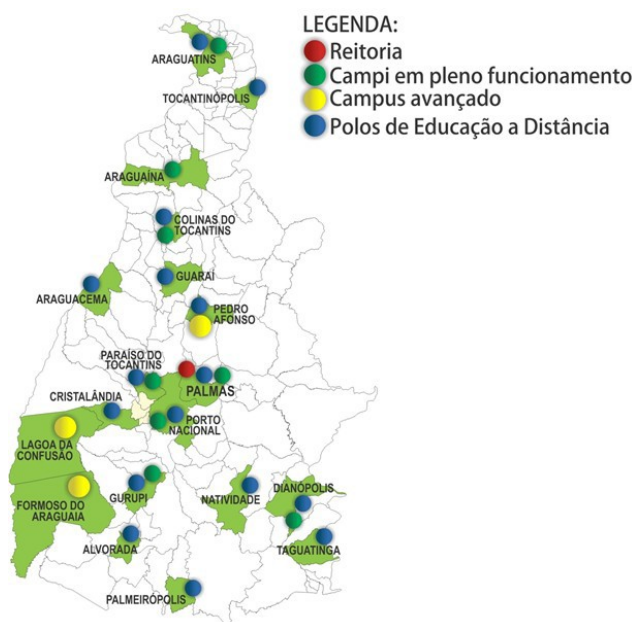 LEGENDA:
Reitoria
Campi em pleno funcionamento
Campus avançado
Polos de Educação a Distância
ARAGUATINS
TOCANTINÓPOLIS
ARAGUAÍNA
COLINAS DO
TOCANTINS
GUARAÍ
ARAGUACEMA
PEDRO
AFONSO
PARAÍSO DO
TOCANTINS
PALMAS
CRISTALÂNDIA
PORTO
NACIONAL
LAGOA DA
CONFUSÃO
FORMOSO DO
ARAGUAIA
GURUPI
NATIVIDADE
DIANÓPOLIS
ALVORADA
TAGUATINGA
PALMEIRÓPOLIS